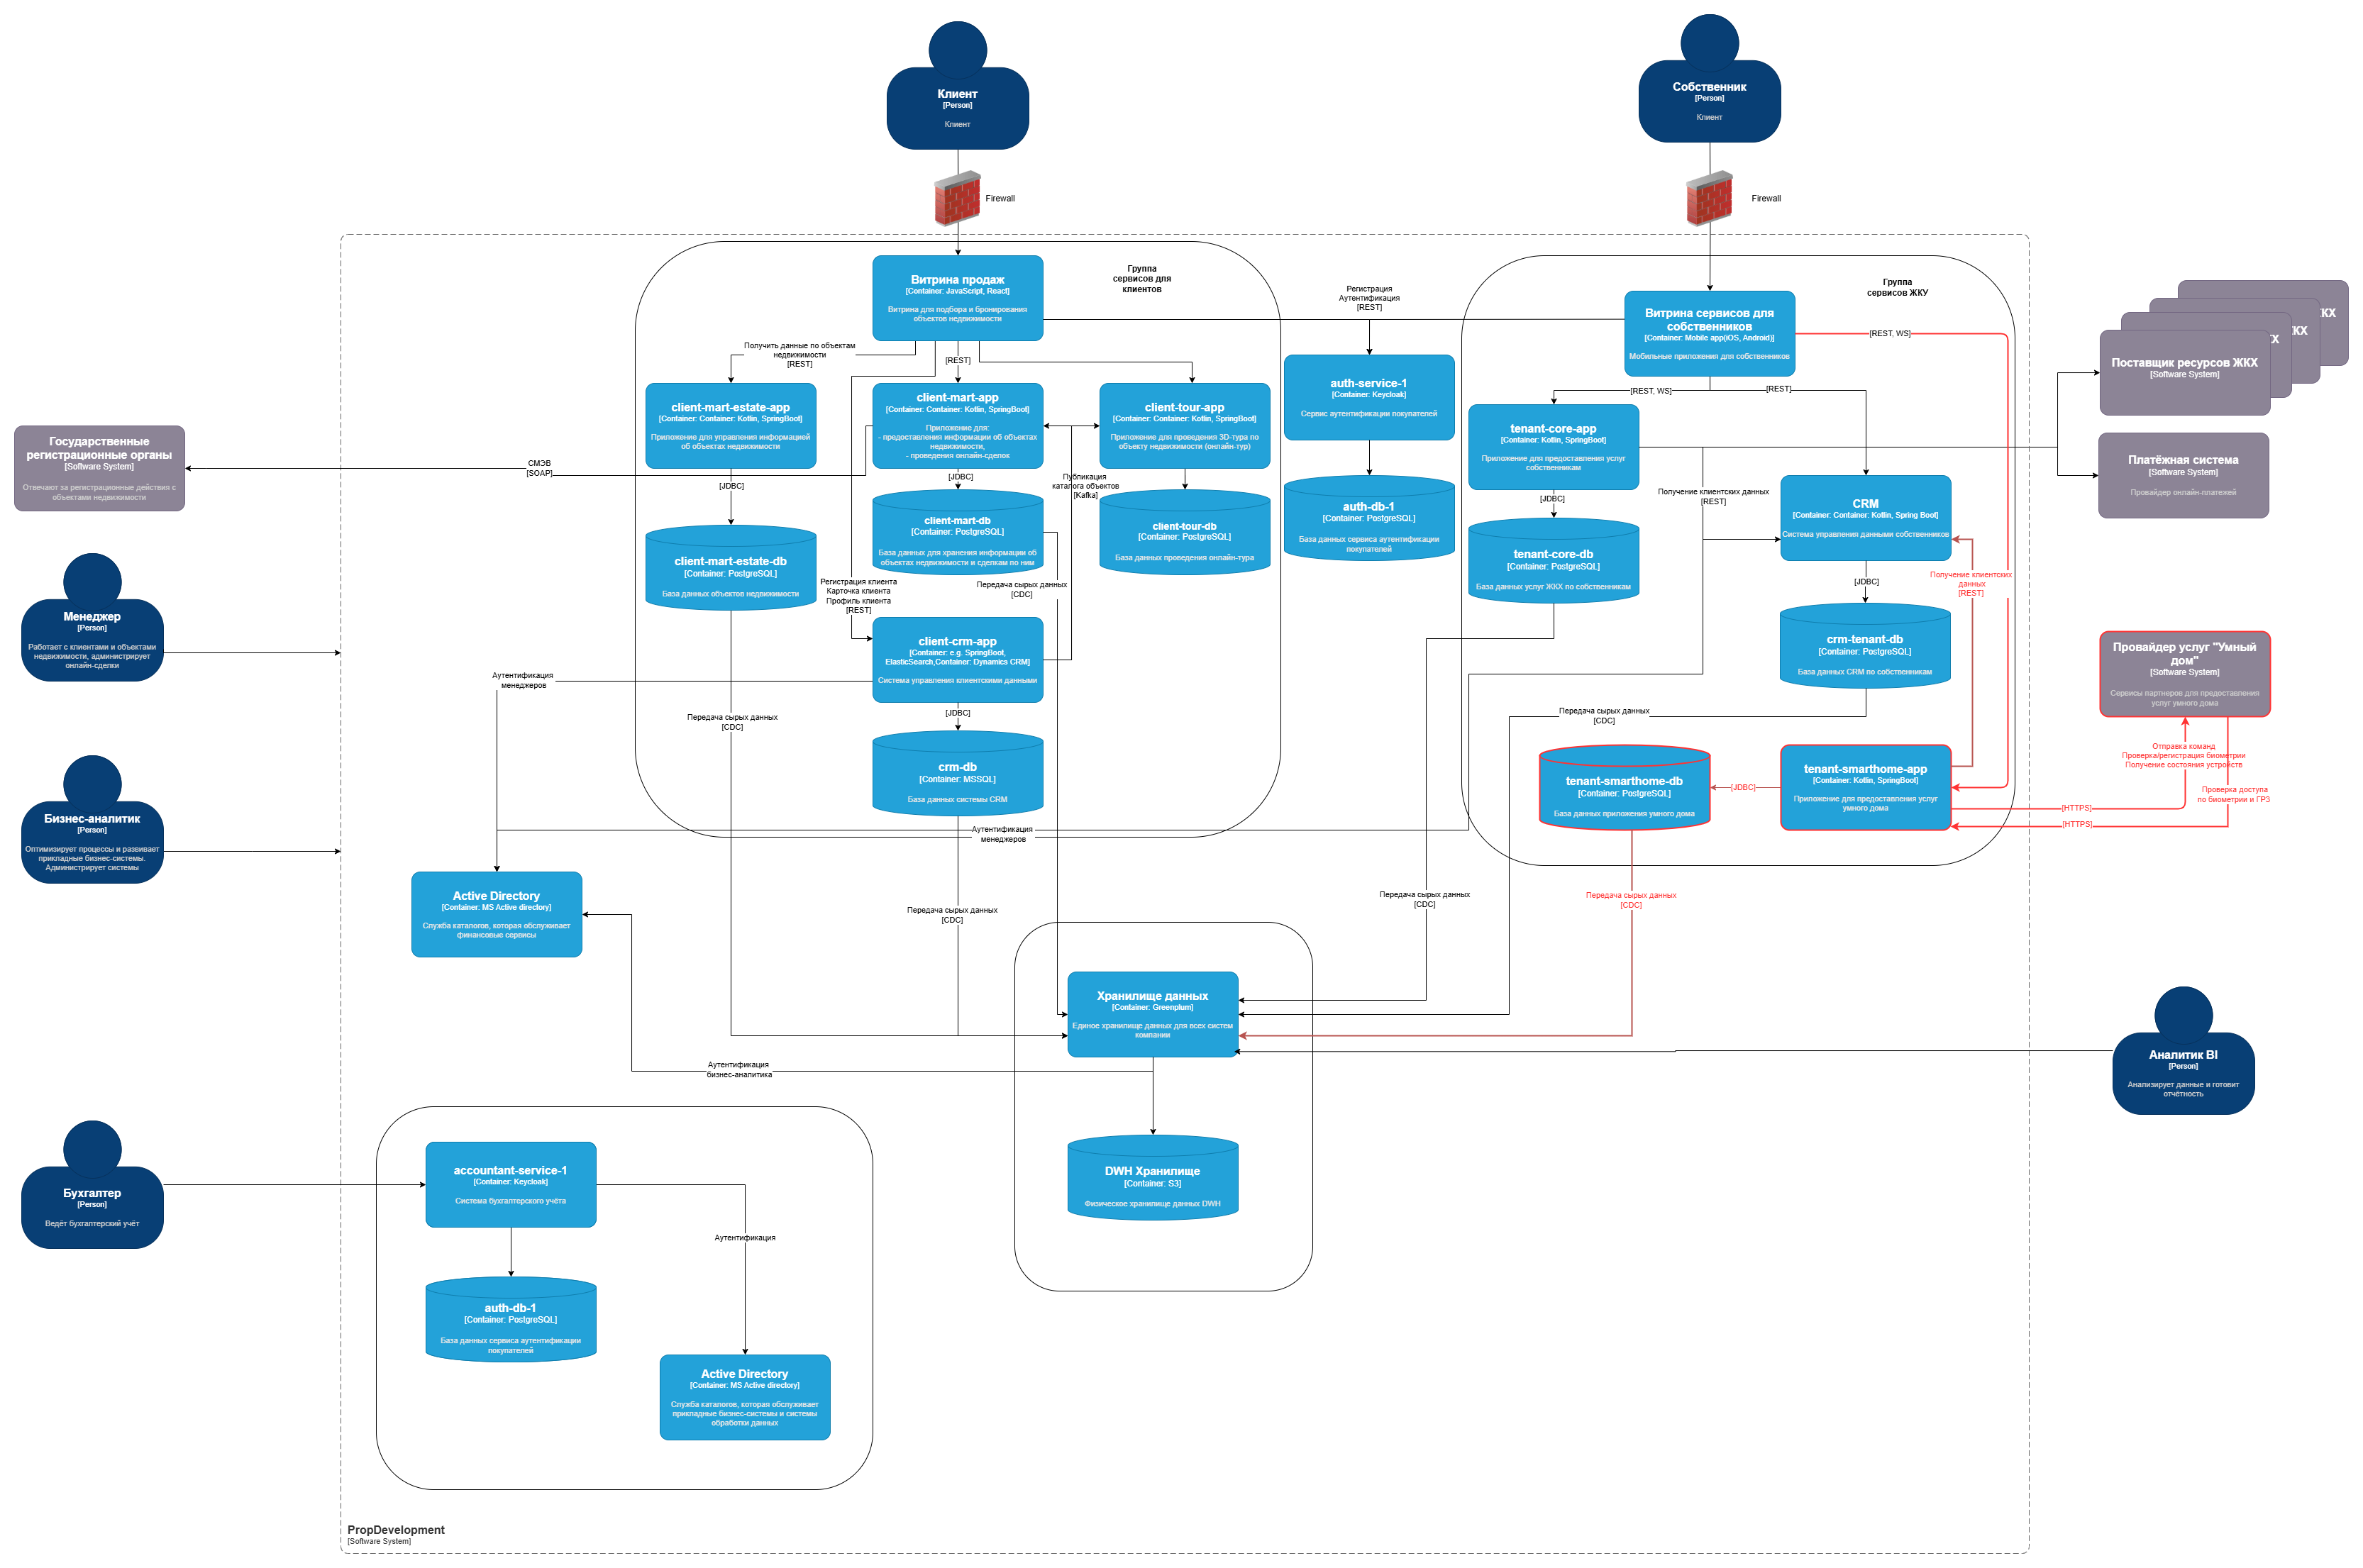 Клиент
[Person]
Клиент
Собственник
[Person]
Клиент
Firewall
Firewall
Витрина продаж
[Container: JavaScript, React]
Витрина для подбора и бронирования
объектов недвижимости
Группа
сервисов для
клиентов
Регистрация
Аутентификация
[REST]
Группа
сервисов ЖКУ
Витрина сервисов для
собственников
[Container: Mobile app(iOS, Android)]
Мобильные приложения для собственников
[REST, WS]
Получить данные по объектам
недвижимости
[REST]
[REST]
[REST, WS]
[REST]
Поставщик ресурсов ЖКХ
[Software System]
КХ
КХ
Х
client-mart-estate-app
[Container: Container: Kotlin, SpringBoot]
Приложение для управления информацией
об объектах недвижимости
client-mart-app
[Container: Container: Kotlin, SpringBoot]
Приложение для:
- предоставления информации об объектах
недвижимости,
- проведения онлайн-сделок
client-tour-app
[Container: Container: Kotlin, SpringBoot]
Приложение для проведения 3D-тура по
объекту недвижимости (онлайн-тур)
auth-service-1
[Container: Keycloak]
Сервис аутентификации покупателей
tenant-core-app
[Container: Kotlin, SpringBoot]
Приложение для предоставления услуг
собственникам
Государственные
регистрационные органы
[Software System]
Отвечают за регистрационные действия с
объектами недвижимости
СМЭВ
[SOAP]
[JDBC]
[JDBC]
Публикация
каталога объектов
[Kafka]
[JDBC]
Получение клиентских данных
[REST]
CRM
[Container: Container: Kotlin, Spring Boot]
Система управления данными собственников
Платёжная система
[Software System]
Провайдер онлайн-платежей
client-mart-db
[Container: PostgreSQL]
База данных для хранения информации об
объектах недвижимости и сделкам по ним
client-tour-db
[Container: PostgreSQL]
База данных проведения онлайн-тура
auth-db-1
[Container: PostgreSQL]
База данных сервиса аутентификации
покупателей
client-mart-estate-db
[Container: PostgreSQL]
База данных объектов недвижимости
tenant-core-db
[Container: PostgreSQL]
База данных услуг ЖКХ по собственникам
[JDBC]
Получение клиентских
данных
[REST]
Регистрация клиента
Карточка клиента
Профиль клиента
[REST]
Передача сырых данных
[CDC]
Менеджер
[Person]
Работает с клиентами и объектами
недвижимости, администрирует
онлайн-сделки
client-crm-app
[Container: e.g. SpringBoot,
ElasticSearch,Container: Dynamics CRM]
Система управления клиентскими данными
crm-tenant-db
[Container: PostgreSQL]
База данных CRM по собственникам
Провайдер услуг "Умный
дом"
[Software System]
Сервисы партнеров для предоставления
услуг умного дома
Аутентификация
менеджеров
Передача сырых данных
[CDC]
[JDBC]
Передача сырых данных
[CDC]
crm-db
[Container: MSSQL]
База данных системы CRM
tenant-smarthome-db
[Container: PostgreSQL]
База данных приложения умного дома
[JDBC]
tenant-smarthome-app
[Container: Kotlin, SpringBoot]
Приложение для предоставления услуг
умного дома
Отправка команд
Проверка/регистрация биометрии
Получение состояния устройств
Проверка доступа
по биометрии и ГРЗ
[HTTPS]
[HTTPS]
Бизнес-аналитик
[Person]
Оптимизирует процессы и развивает
прикладные бизнес-системы.
Администрирует системы
Аутентификация
менеджеров
Active Directory
[Container: MS Active directory]
Служба каталогов, которая обслуживает
финансовые сервисы
Передача сырых данных
[CDC]
Передача сырых данных
[CDC]
Передача сырых данных
[CDC]
Хранилище данных
[Container: Greenplum]
Единое хранилище данных для всех систем
компании
Аутентификация
бизнес-аналитика
Аналитик BI
[Person]
Анализирует данные и готовит
отчётность
Бухгалтер
[Person]
Ведёт бухгалтерский учёт
accountant-service-1
[Container: Keycloak]
Система бухгалтерского учёта
DWH Хранилище
[Container: S3]
Физическое хранилище данных DWH
Аутентификация
auth-db-1
[Container: PostgreSQL]
База данных сервиса аутентификации
покупателей
Active Directory
[Container: MS Active directory]
Служба каталогов, которая обслуживает
прикладные бизнес-системы и системы
обработки данных
PropDevelopment
[Software System]